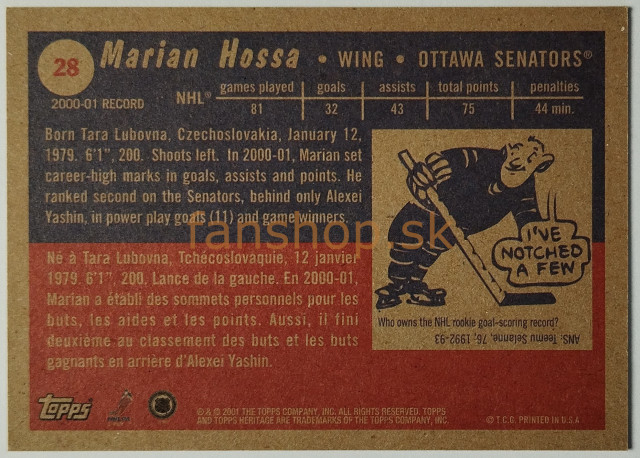 28
Marian Hossa • WING • OTTAWA SENATORS®
2000-01 RECORD
NHL®
games played goals assists total points penalties
81 32 43 75 44 min.
Born Tara Lubovna, Czechoslovakia, January 12,
1979. 6'1", 200. Shoots left. In 2000-01, Marian set
career-high marks in goals, assists and points. He
ranked second on the Senators, behind only Alexei
Yashin, in power play goals (11) and game winners.
Né à Tara Lubovna, Tchécoslovaquie, 12 janvier
1979. 6'1", 200. Lance de la gauche. En 2000-01,
Marian a établi des sommets personnels pour les
buts, les aides et les points. Aussi, il fini
deuxième au classement des buts et les buts
gagnants en arrière d'Alexei Yashin.
fanshop.sk
I'VE
NOTCHED
A FEW
Who owns the NHL rookie goal-scoring record?
ANS. Teemu Selanne, 76, 1992-93
TOPPS
NHLPA
® & © 2001 THE TOPPS COMPANY, INC. ALL RIGHTS RESERVED. TOPPS
AND TOPPS HERITAGE ARE TRADEMARKS OF THE TOPPS COMPANY, INC.
© T.C.G. PRINTED IN U.S.A